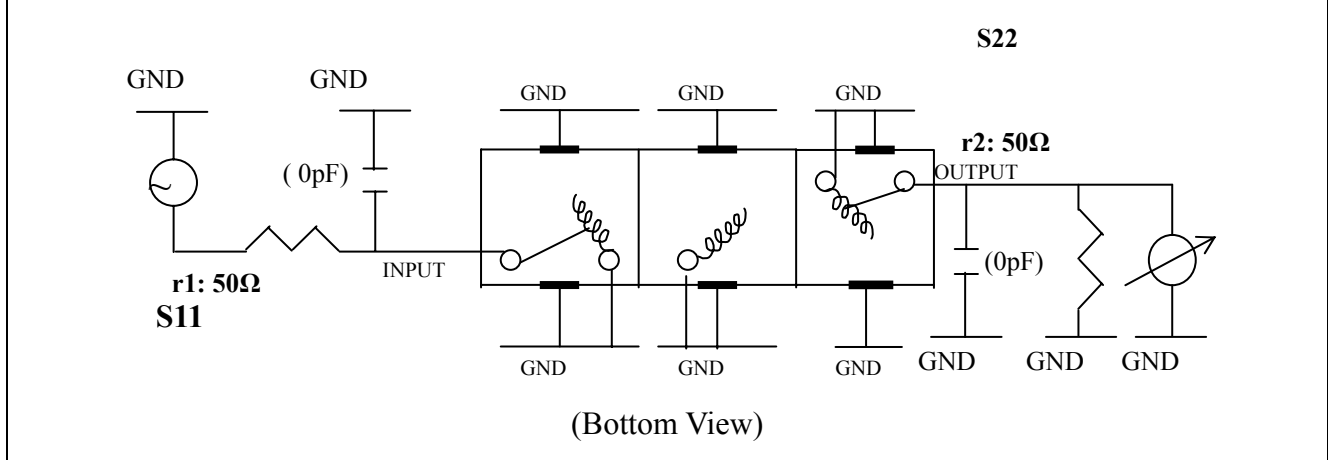 S22
GND
GND
GND
GND
GND
r2: 50Ω
( 0pF)
OUTPUT
INPUT
(0pF)
r1: 50Ω
S11
GND
GND
GND
GND
GND
GND
(Bottom View)